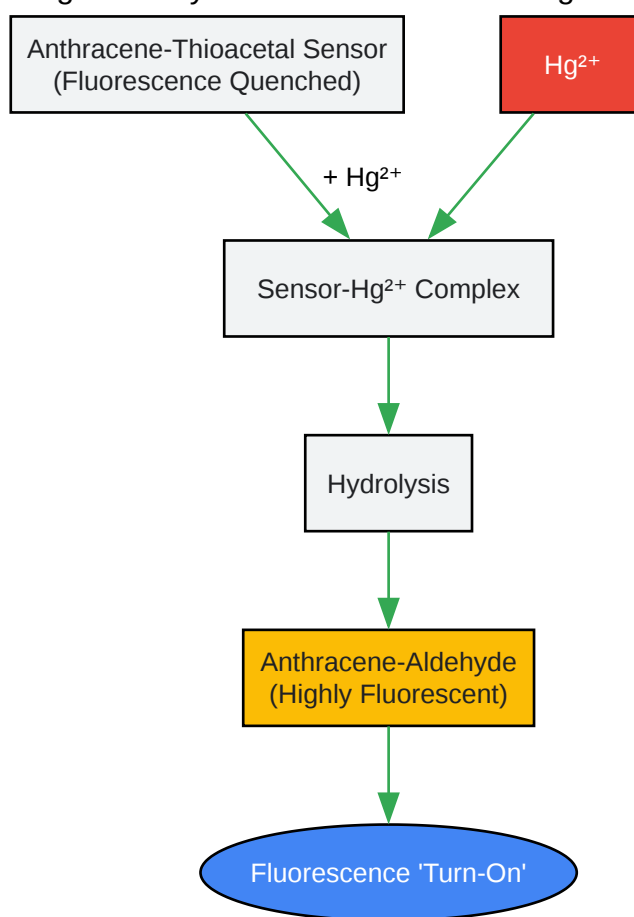 Anthracene-Thioacetal Sensor
(Fluorescence Quenched)
Hg²⁺
+ Hg²⁺
Sensor-Hg²⁺ Complex
Hydrolysis
Anthracene-Aldehyde
(Highly Fluorescent)
Fluorescence 'Turn-On'